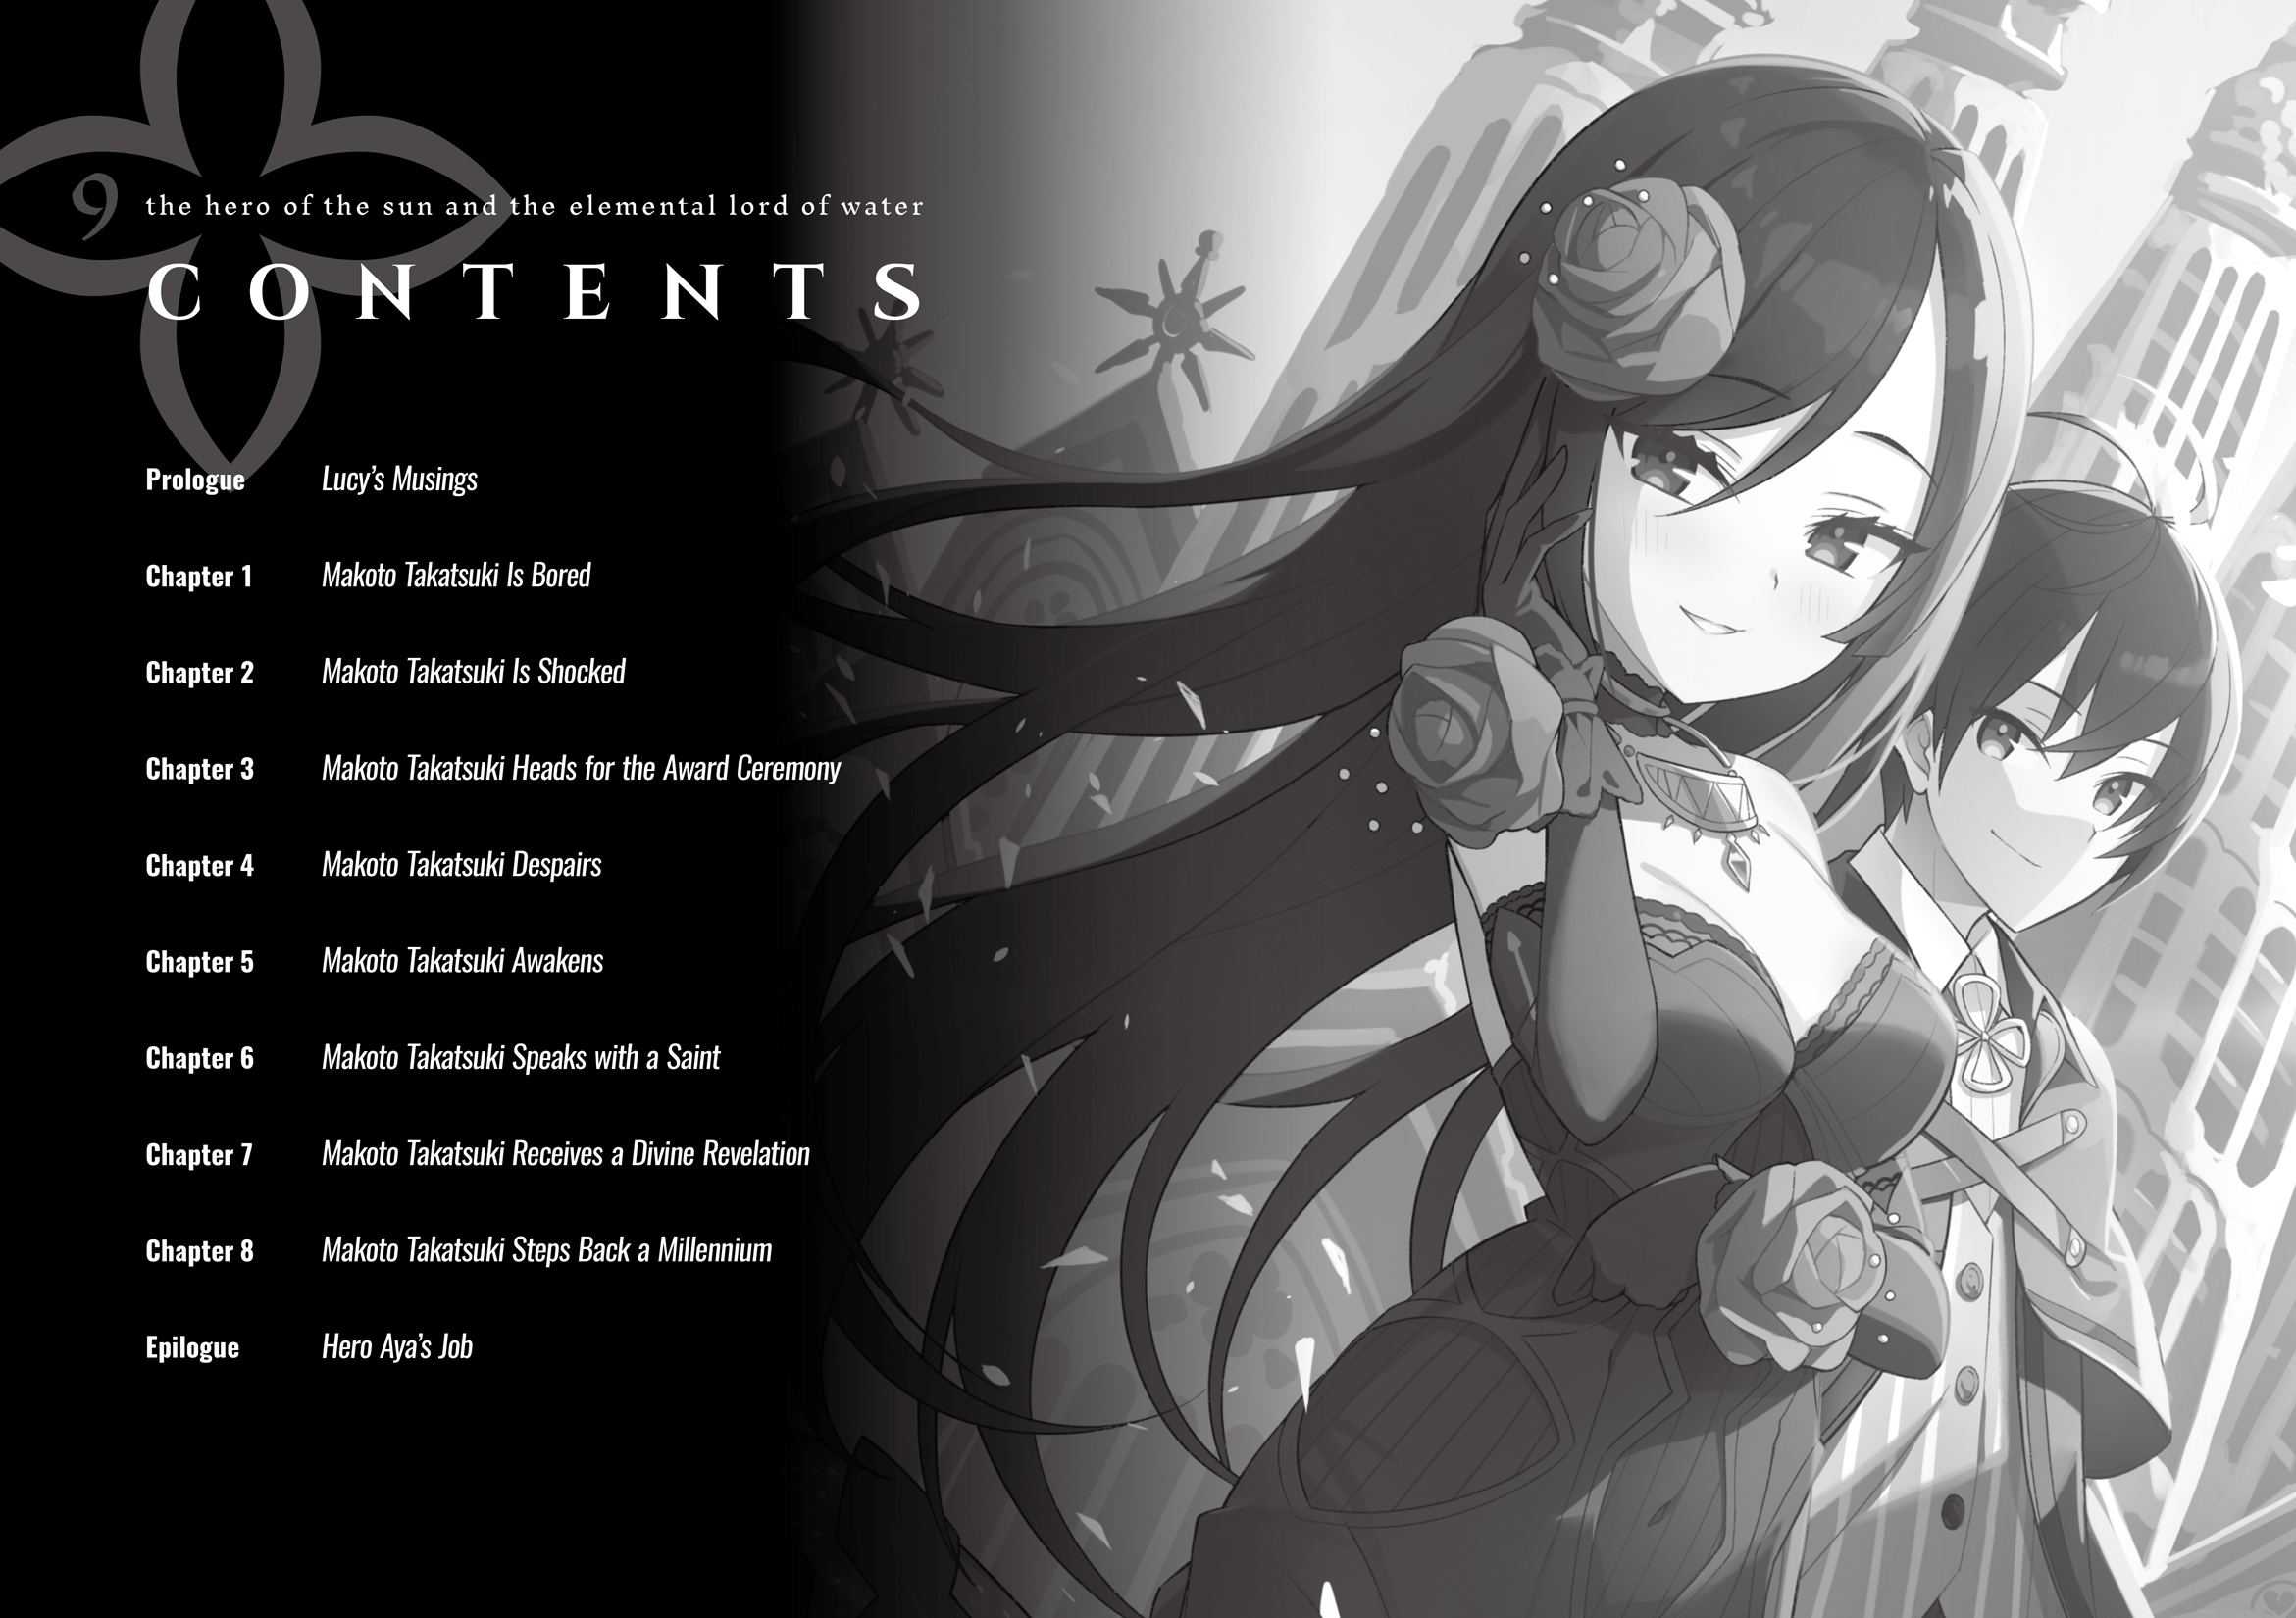 9 the hero of the sun and the elemental lord of water
CONTENTS
Prologue Lucy's Musings
Chapter 1 Makoto Takatsuki Is Bored
Chapter 2 Makoto Takatsuki Is Shocked
Chapter 3 Makoto Takatsuki Heads for the Award Ceremony
Chapter 4 Makoto Takatsuki Despairs
Chapter 5 Makoto Takatsuki Awakens
Chapter 6 Makoto Takatsuki Speaks with a Saint
Chapter 7 Makoto Takatsuki Receives a Divine Revelation
Chapter 8 Makoto Takatsuki Steps Back a Millennium
Epilogue Hero Aya's Job